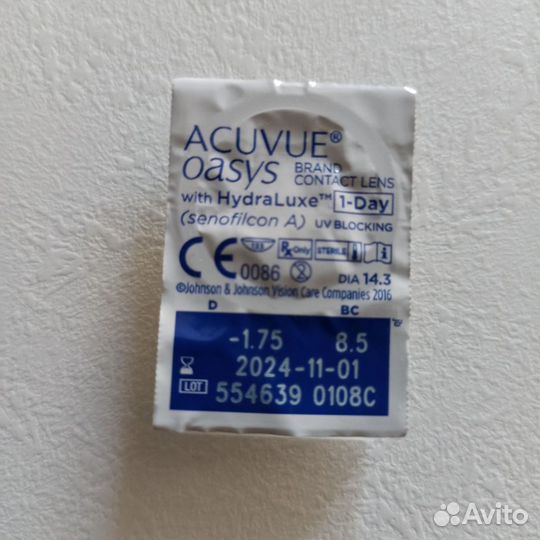 ACUVUE®
oasys BRAND CONTACT LENS
with HydraLuxe™ 1-Day
(senofilcon A) UV BLOCKING
CE 0086 Rx Only STERILE i
DIA 14.3
©Johnson & Johnson Vision Care Companies 2016
D BC
-1.75 8.5
2024-11-01
LOT 554639 0108C
Avito